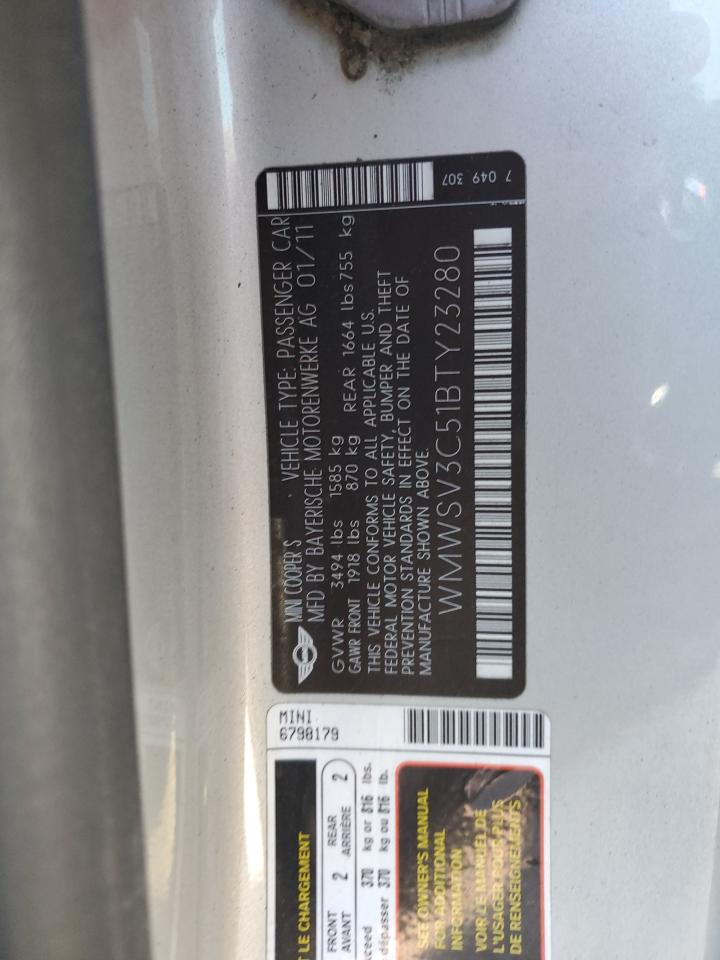 7 049 307
MINI COOPER S · VEHICLE TYPE: PASSENGER CAR
MFD BY BAYERISCHE MOTORENWERKE AG 01/11
GVWR 3494 lbs 1585 kg
GAWR FRONT 1918 lbs 870 kg REAR 1664 lbs 755 kg
THIS VEHICLE CONFORMS TO ALL APPLICABLE U.S.
FEDERAL MOTOR VEHICLE SAFETY, BUMPER AND THEFT
PREVENTION STANDARDS IN EFFECT ON THE DATE OF
MANUFACTURE SHOWN ABOVE.
WMWSV3C51BTY23280
MINI
6798179
T LE CHARGEMENT
FRONT 2 REAR 2
AVANT ARRIÈRE
xceed 370 kg or 816 lbs.
dépasser 370 kg ou 816 lb.
SEE OWNER'S MANUAL
FOR ADDITIONAL
INFORMATION
VOIR LE MANUEL DE
L'USAGER POUR PLUS
DE RENSEIGNEMENTS